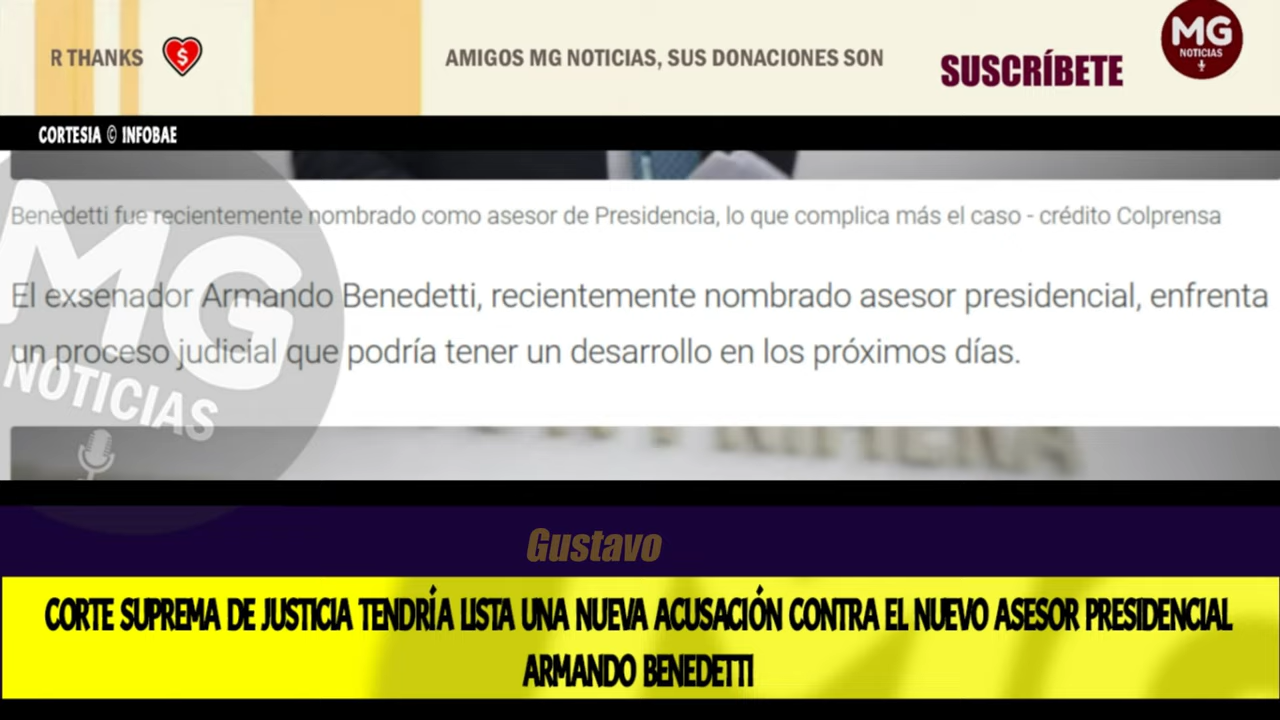 R THANKS
AMIGOS MG NOTICIAS, SUS DONACIONES SON
SUSCRÍBETE
MG
NOTICIAS
CORTESIA © INFOBAE
Benedetti fue recientemente nombrado como asesor de Presidencia, lo que complica más el caso - crédito Colprensa
El exsenador Armando Benedetti, recientemente nombrado asesor presidencial, enfrenta
un proceso judicial que podría tener un desarrollo en los próximos días.
MG
NOTICIAS
Gustavo
CORTE SUPREMA DE JUSTICIA TENDRÍA LISTA UNA NUEVA ACUSACIÓN CONTRA EL NUEVO ASESOR PRESIDENCIAL
ARMANDO BENEDETTI